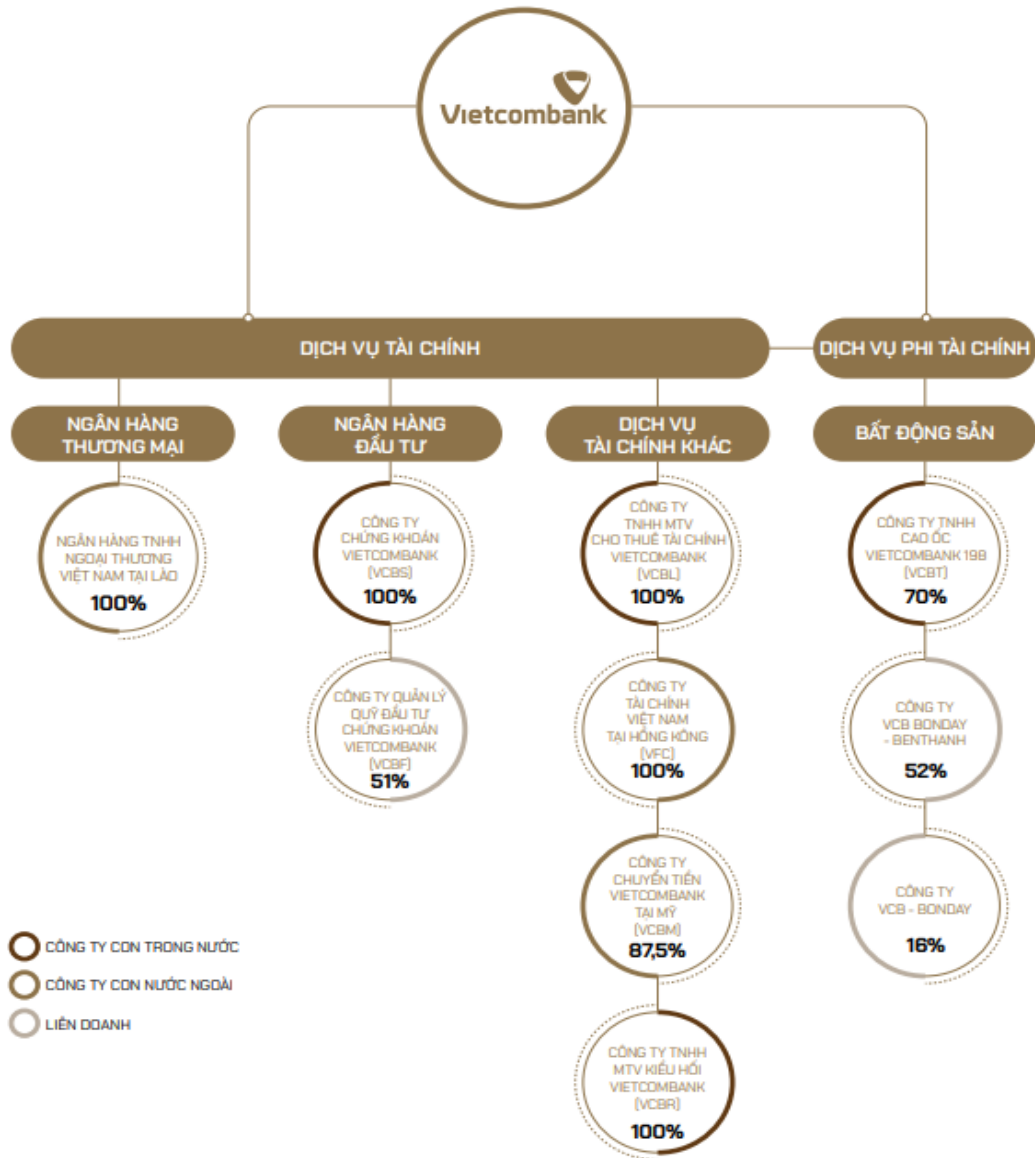 Vietcombank
DỊCH VỤ TÀI CHÍNH
DỊCH VỤ PHI TÀI CHÍNH
NGÂN HÀNG
THƯƠNG MẠI
NGÂN HÀNG
ĐẦU TƯ
DỊCH VỤ
TÀI CHÍNH KHÁC
BẤT ĐỘNG SẢN
NGÂN HÀNG TNHH
NGOẠI THƯƠNG
VIỆT NAM TẠI LÀO
100%
CÔNG TY
CHỨNG KHOÁN
VIETCOMBANK
(VCBS)
100%
CÔNG TY
TNHH MTV
CHO THUÊ TÀI CHÍNH
VIETCOMBANK
(VCBL)
100%
CÔNG TY TNHH
CAO ỐC
VIETCOMBANK 198
(VCBT)
70%
CÔNG TY QUẢN LÝ
QUỸ ĐẦU TƯ
CHỨNG KHOÁN
VIETCOMBANK
(VCBF)
51%
CÔNG TY
TÀI CHÍNH
VIỆT NAM
TẠI HỒNG KÔNG
(VFC)
100%
CÔNG TY
VCB BONDAY
- BENTHANH
52%
CÔNG TY
CHUYỂN TIỀN
VIETCOMBANK
TẠI MỸ
(VCBM)
87,5%
CÔNG TY
VCB - BONDAY
16%
CÔNG TY TNHH
MTV KIỀU HỐI
VIETCOMBANK
(VCBR)
100%
CÔNG TY CON TRONG NƯỚC
CÔNG TY CON NƯỚC NGOÀI
LIÊN DOANH